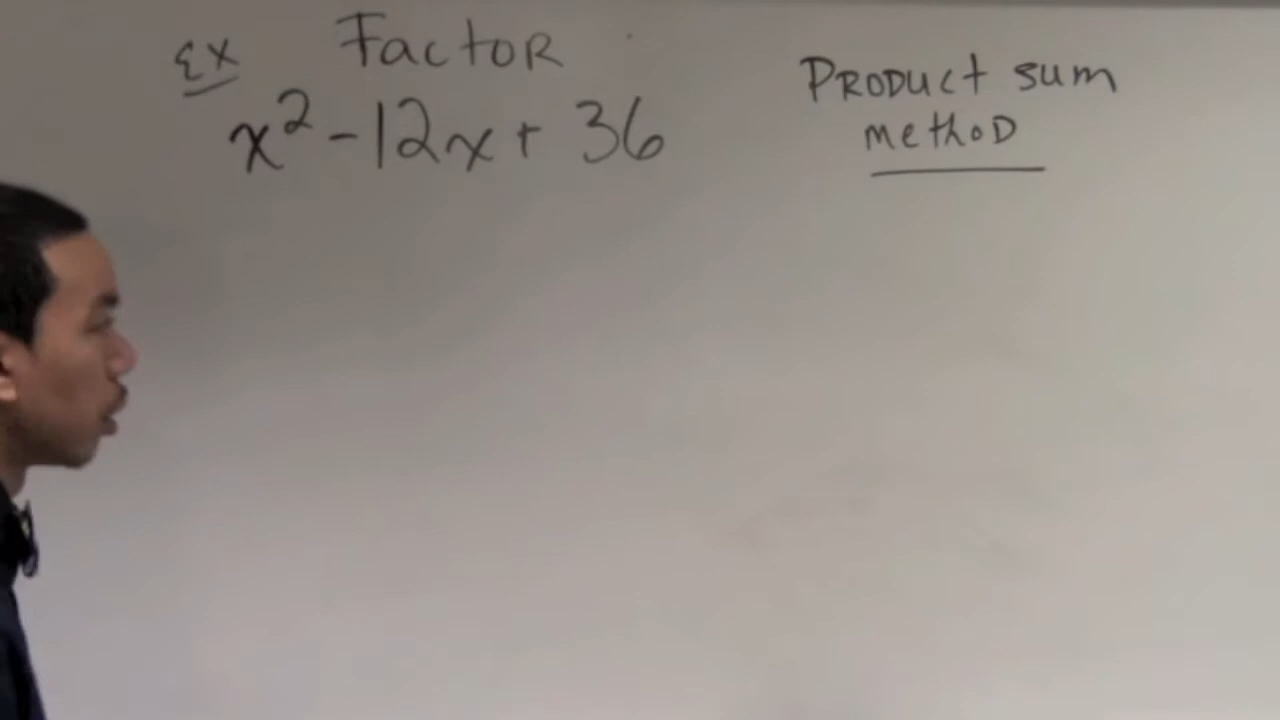 Ex Factor
x² - 12x + 36
Product sum
method